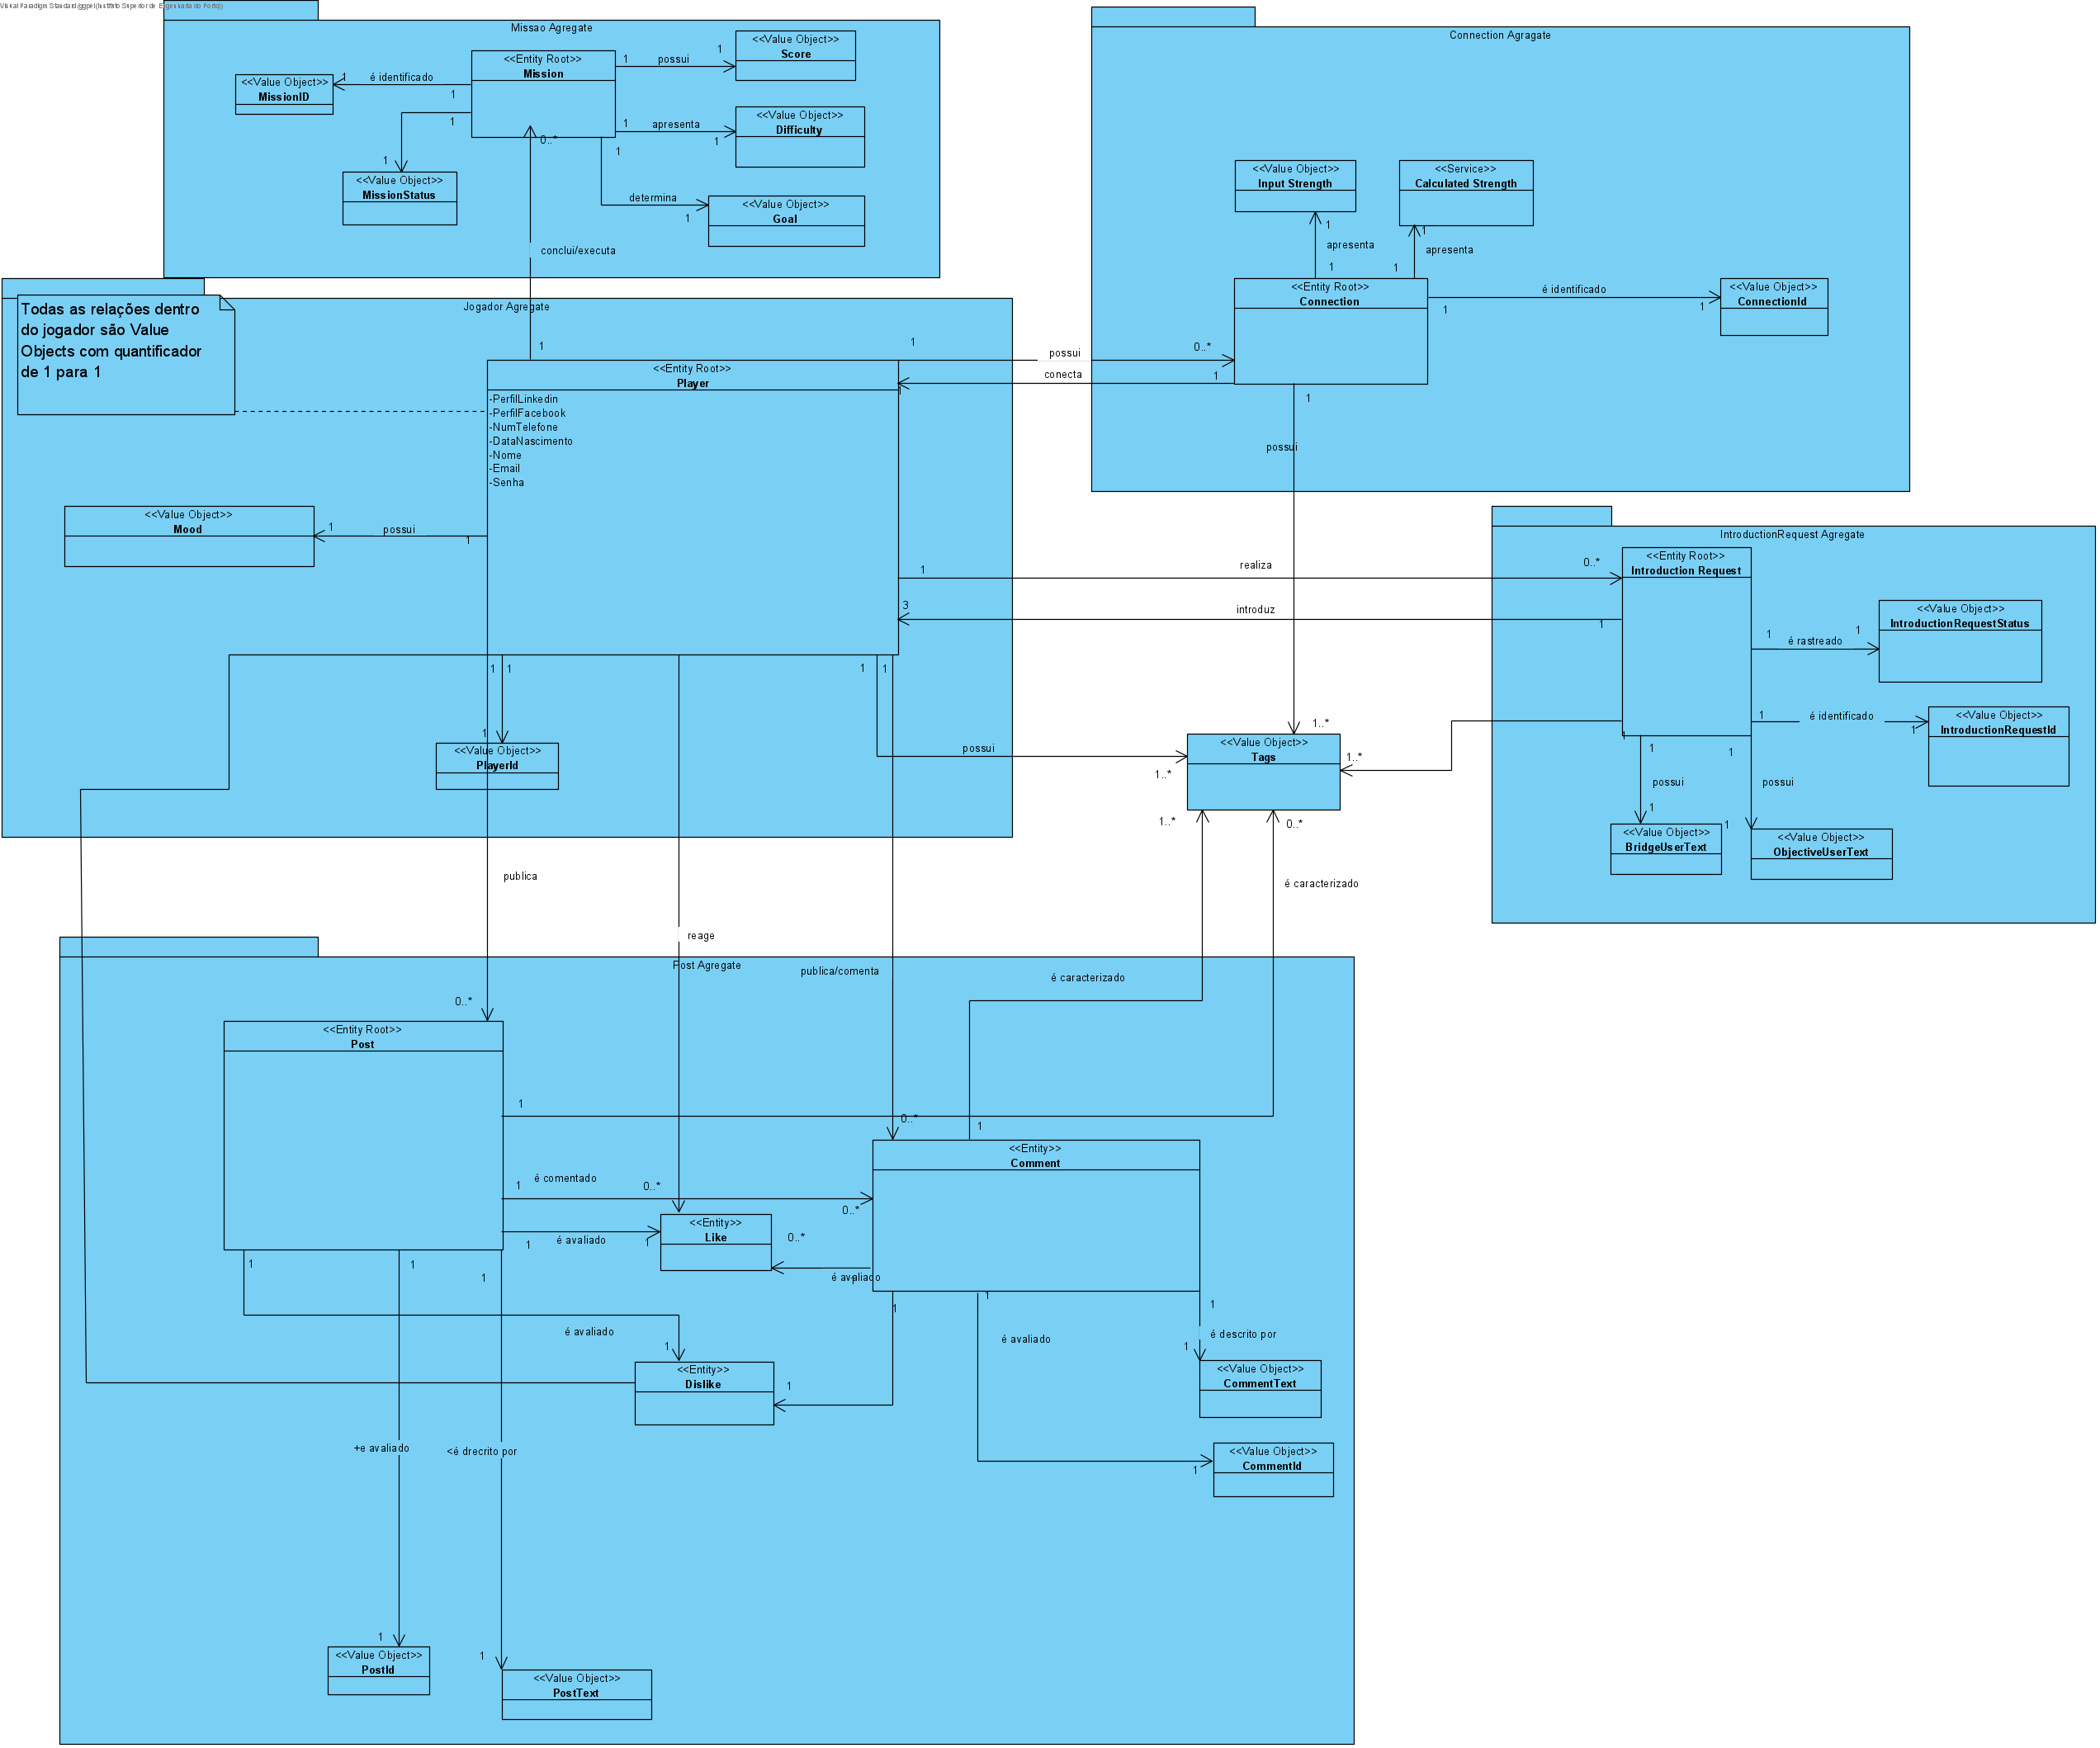 Visual Paradigm Standard(ggpel(Instituto Superior de Engenharia do Porto))
Missao Agregate
<<Entity Root>>
Mission
<<Value Object>>
Score
1
possui
1
<<Value Object>>
MissionID
1
é identificado
1
<<Value Object>>
Difficulty
1
apresenta
1
1
1
<<Value Object>>
MissionStatus
0..*
1
determina
1
<<Value Object>>
Goal
conclui/executa
Connection Agragate
<<Value Object>>
Input Strength
<<Service>>
Calculated Strength
1
apresenta
1
1
apresenta
1
<<Entity Root>>
Connection
1
é identificado
1
<<Value Object>>
ConnectionId
Jogador Agregate
Todas as relações dentro
do jogador são Value
Objects com quantificador
de 1 para 1
1
1
possui
0..*
conecta
1
1
<<Entity Root>>
Player
-PerfilLinkedin
-PerfilFacebook
-NumTelefone
-DataNascimento
-Nome
-Email
-Senha
1
possui
<<Value Object>>
Mood
1
possui
1
IntroductionRequest Agregate
<<Entity Root>>
Introduction Request
1
realiza
0..*
3
introduz
1
<<Value Object>>
IntroductionRequestStatus
1
é rastreado
1
1
1
1
1
1
1
é identificado
1
<<Value Object>>
IntroductionRequestId
<<Value Object>>
PlayerId
possui
1..*
1..*
<<Value Object>>
Tags
1..*
1
1
possui
1
1
possui
1
<<Value Object>>
BridgeUserText
<<Value Object>>
ObjectiveUserText
1..*
0..*
publica
é caracterizado
reage
Post Agregate
publica/comenta
é caracterizado
0..*
<<Entity Root>>
Post
1
0..*
1
<<Entity>>
Comment
1
é comentado
0..*
0..*
<<Entity>>
Like
1
é avaliado
1
0..*
é avaliado
1
1
1
1
1
1
1
é avaliado
1
<<Entity>>
Dislike
1
é avaliado
é descrito por
1
<<Value Object>>
CommentText
+e avaliado
<é drecrito por
<<Value Object>>
CommentId
1
1
<<Value Object>>
PostId
1
<<Value Object>>
PostText